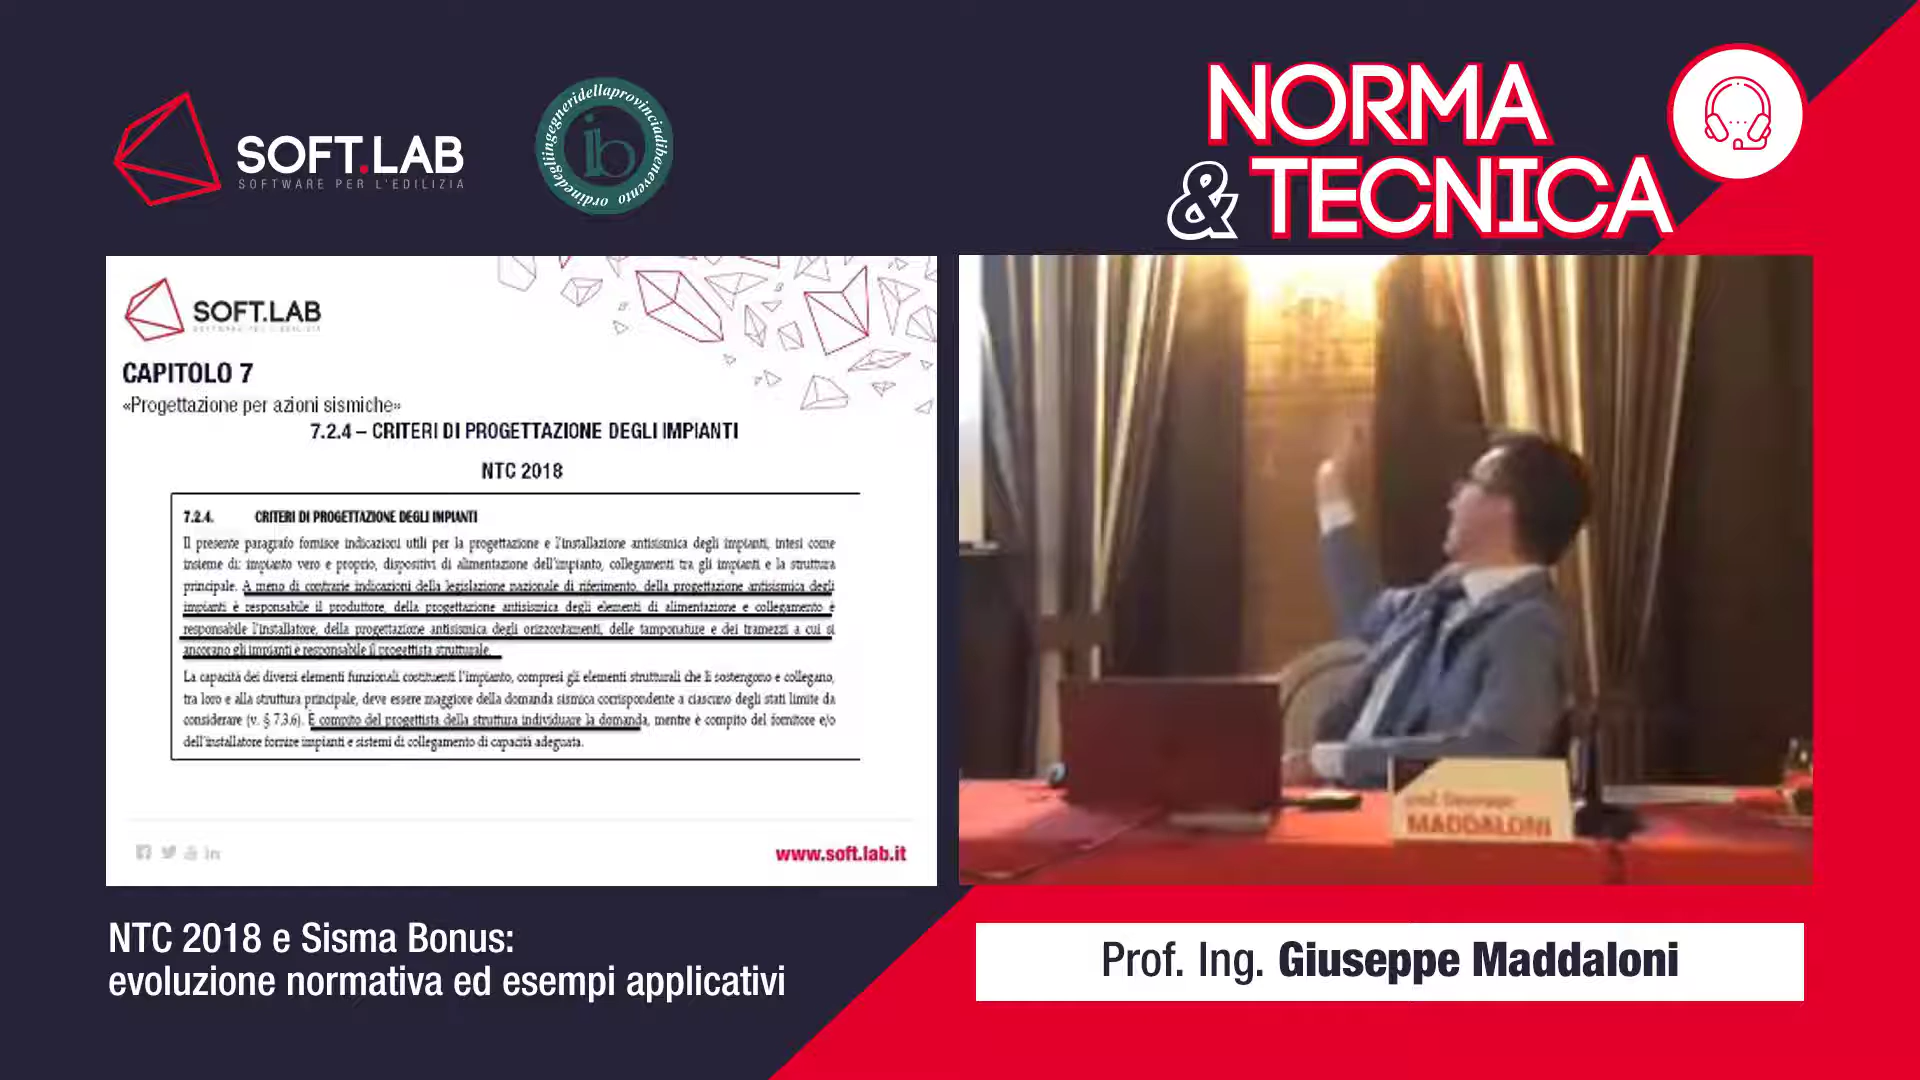 SOFT.LAB
SOFTWARE PER L'EDILIZIA
ordinedegliingegneridellaprovinciadibenevento
ib
NORMA
& TECNICA
SOFT.LAB
CAPITOLO 7
«Progettazione per azioni sismiche»
7.2.4 – CRITERI DI PROGETTAZIONE DEGLI IMPIANTI
NTC 2018
7.2.4. CRITERI DI PROGETTAZIONE DEGLI IMPIANTI
Il presente paragrafo fornisce indicazioni utili per la progettazione e l'installazione antisismica degli impianti, intesi come
insieme di: impianto vero e proprio, dispositivi di alimentazione dell'impianto, collegamenti tra gli impianti e la struttura
principale. A meno di contrarie indicazioni della legislazione nazionale di riferimento, della progettazione antisismica degli
impianti è responsabile il produttore, della progettazione antisismica degli elementi di alimentazione e collegamento è
responsabile l'installatore, della progettazione antisismica degli orizzontamenti, delle tamponature e dei tramezzi a cui si
ancorano gli impianti è responsabile il progettista strutturale.
La capacità dei diversi elementi funzionali costituenti l'impianto, compresi gli elementi strutturali che li sostengono e collegano,
tra loro e alla struttura principale, deve essere maggiore della domanda sismica corrispondente a ciascuno degli stati limite da
considerare (v. § 7.3.6). È compito del progettista della struttura individuare la domanda, mentre è compito del fornitore e/o
dell'installatore fornire impianti e sistemi di collegamento di capacità adeguata.
www.soft.lab.it
prof. Giuseppe
MADDALONI
NTC 2018 e Sisma Bonus:
evoluzione normativa ed esempi applicativi
Prof. Ing. Giuseppe Maddaloni